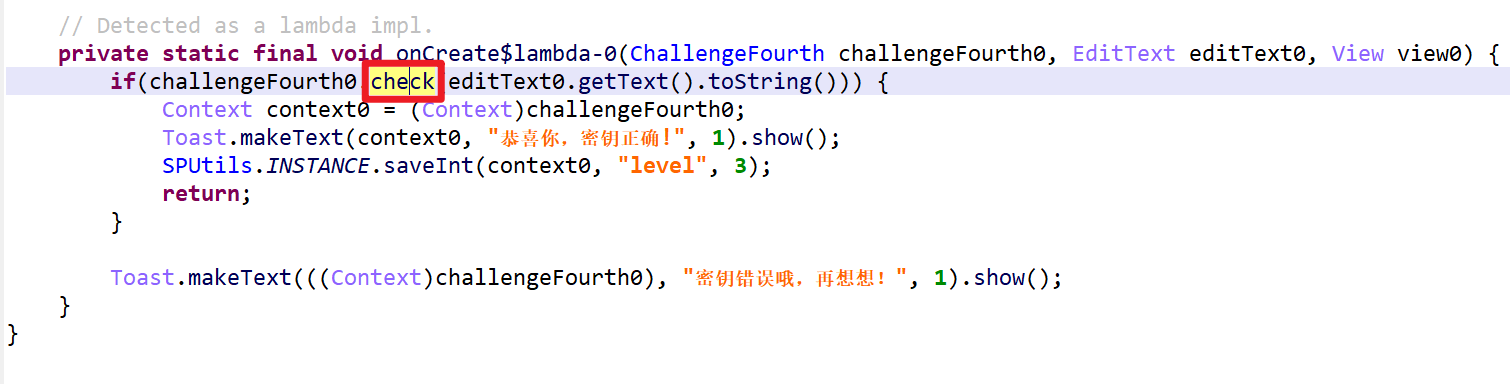 // Detected as a lambda impl.
private static final void onCreate$lambda-0(ChallengeFourth challengeFourth0, EditText editText0, View view0) {
if(challengeFourth0 check editText0.getText().toString())) {
Context context0 = (Context)challengeFourth0;
Toast.makeText(context0, "恭喜你，密钥正确!", 1).show();
SPUtils.INSTANCE.saveInt(context0, "level", 3);
return;
}
Toast.makeText(((Context)challengeFourth0), "密钥错误哦，再想想！", 1).show();
}
}